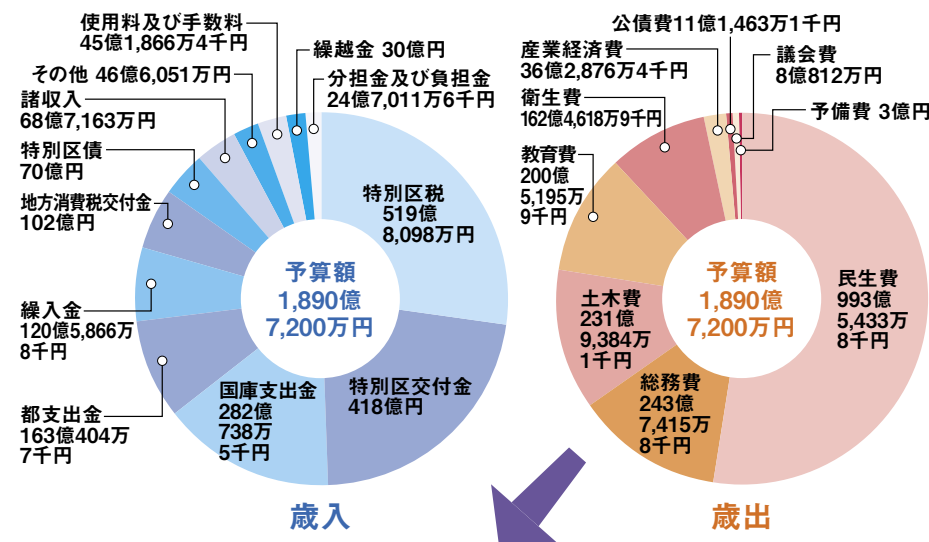 使用料及び手数料
45億1,866万4千円
その他 46億6,051万円
諸収入
68億7,163万円
特別区債
70億円
地方消費税交付金
102億円
繰入金
120億5,866万
8千円
都支出金
163億404万
7千円
国庫支出金
282億
738万
5千円
特別区交付金
418億円
特別区税
519億
8,098万円
分担金及び負担金
24億7,011万6千円
繰越金 30億円
予算額
1,890億
7,200万円
歳入
公債費11億1,463万1千円
産業経済費
36億2,876万4千円
衛生費
162億4,618万9千円
教育費
200億
5,195万
9千円
土木費
231億
9,384万
1千円
総務費
243億
7,415万
8千円
民生費
993億
5,433万
8千円
予備費 3億円
議会費
8億812万円
予算額
1,890億
7,200万円
歳出